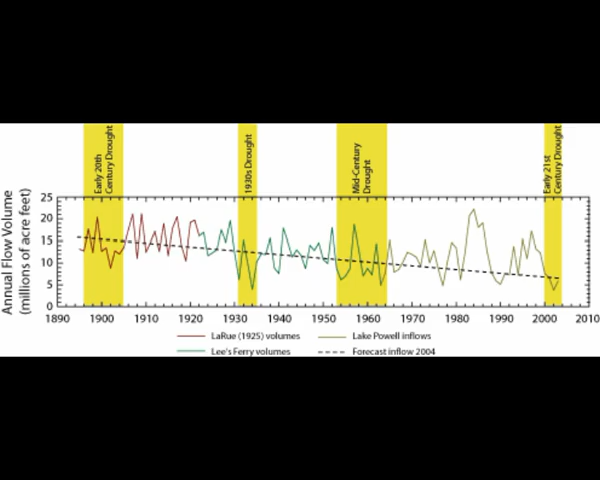 Early 20th
Century Drought
1930s Drought
Mid-Century
Drought
Early 21st
Century Drought
Annual Flow Volume
(millions of acre feet)
25
20
15
10
5
0
1890 1900 1910 1920 1930 1940 1950 1960 1970 1980 1990 2000 2010
LaRue (1925) volumes
Lake Powell inflows
Lee's Ferry volumes
Forecast inflow 2004